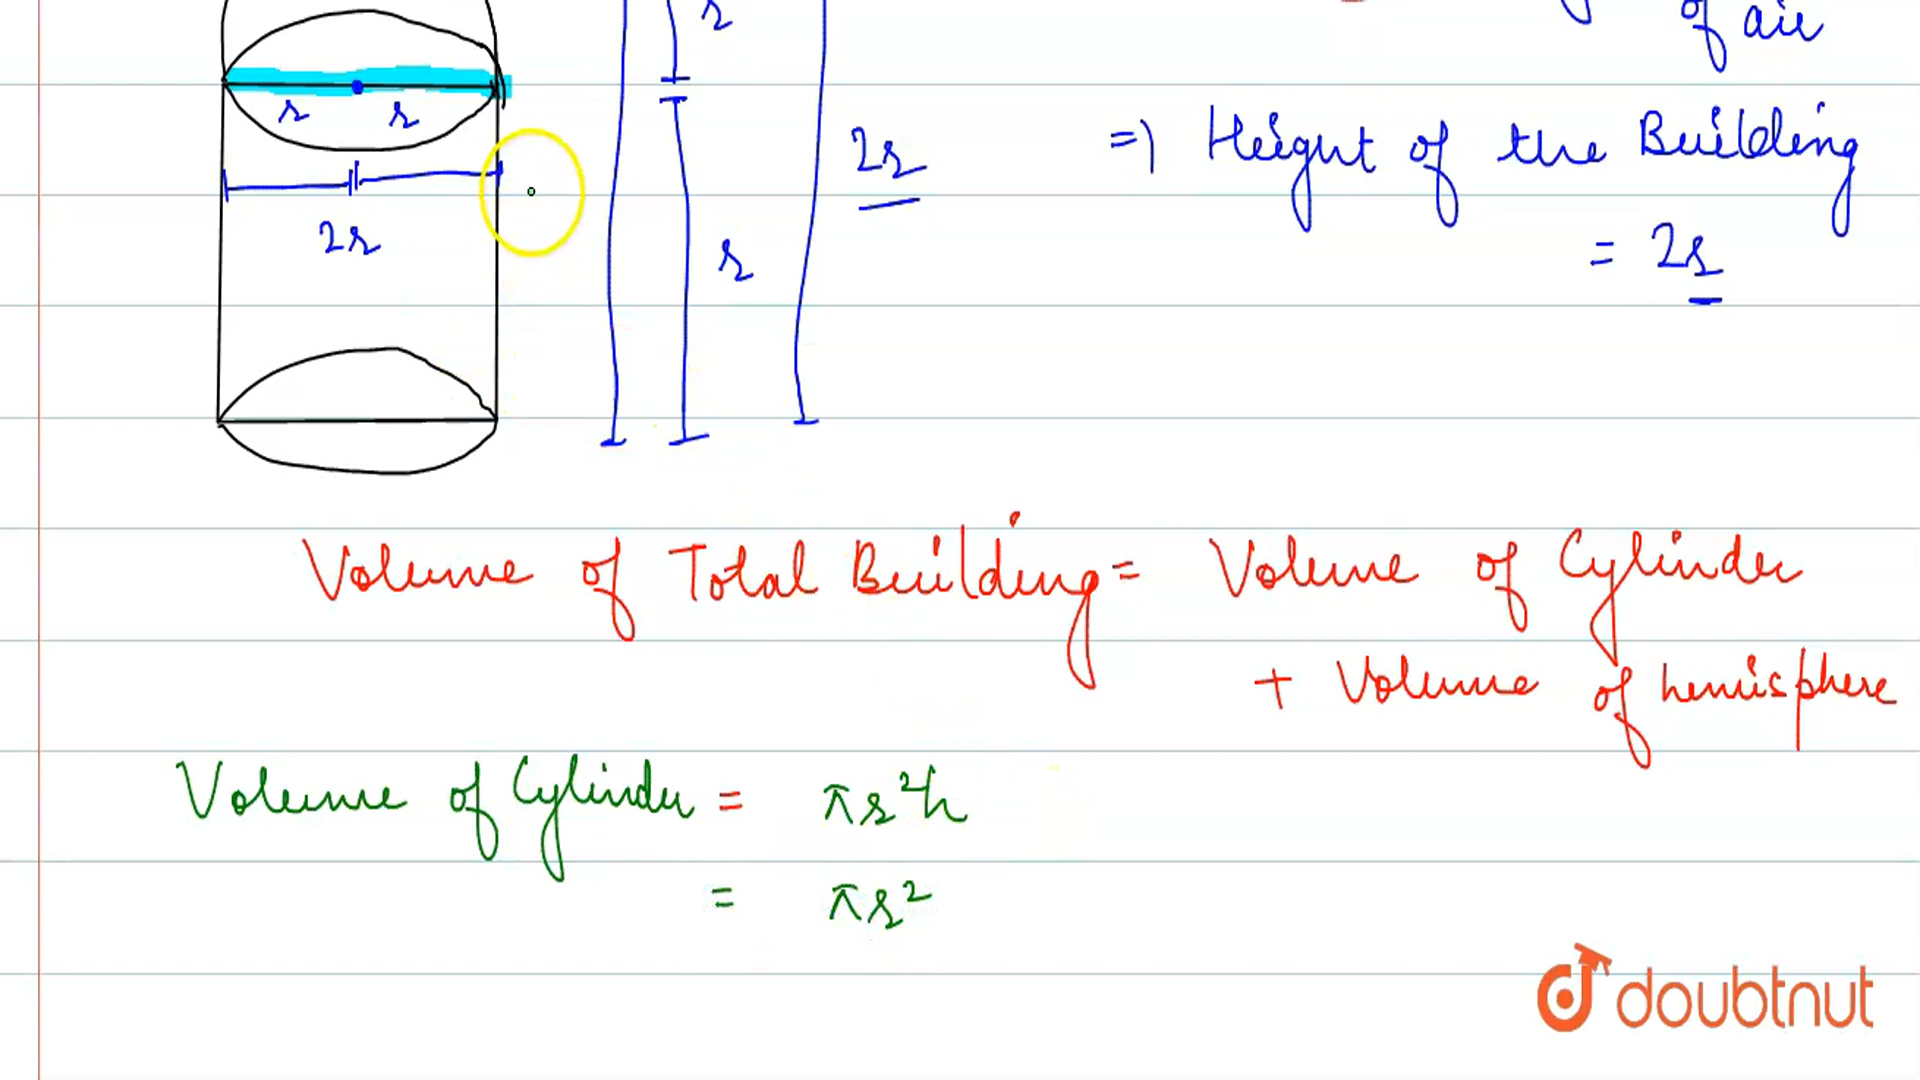 r
of air
r r
2r
⇒ Height of the Building
2r
= 2r
r
Volume of Total Building = Volume of Cylinder
+ Volume of hemisphere
Volume of Cylinder = πr²h
= πr²
doubtnut